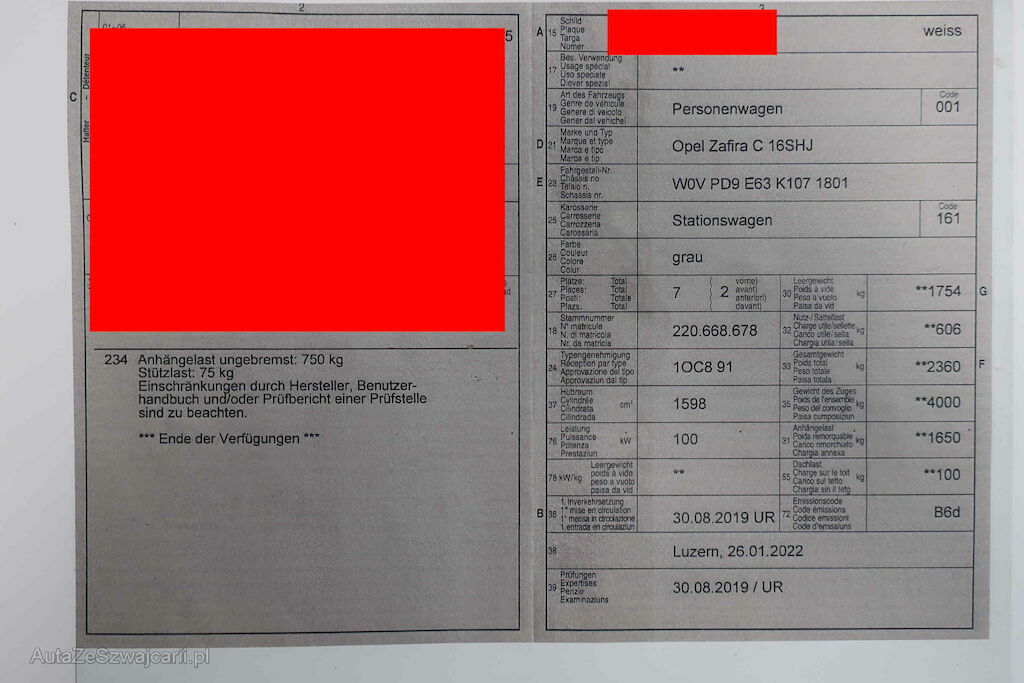 2
3
01-06
5
C
Halter - Détenteur
234 Anhängelast ungebremst: 750 kg
Stützlast: 75 kg
Einschränkungen durch Hersteller, Benutzer-
handbuch und/oder Prüfbericht einer Prüfstelle
sind zu beachten.
*** Ende der Verfügungen ***
A 15 Schild
Plaque
Targa
Numer
weiss
17 Bes. Verwendung
Usage spécial
Uso speciale
Diever spezial
**
19 Art des Fahrzeugs
Genre de véhicule
Genere di veicolo
Gener dal vehichel
Personenwagen
Code
001
D 21 Marke und Typ
Marque et type
Marca e tipo
Marca e tip
Opel Zafira C 16SHJ
E 23 Fahrgestell-Nr.
Châssis no
Telaio n.
Schassis nr.
W0V PD9 E63 K107 1801
25 Karosserie
Carrosserie
Carrozzeria
Carossaria
Stationswagen
Code
161
26 Farbe
Couleur
Colore
Colur
grau
27 Plätze: Total
Places: Total
Posti: Totale
Plazs: Total
7 ( 2 vorne)
( avant)
( anteriori)
( davant)
30 Leergewicht
Poids à vide
Peso a vuoto
Paisa da vid
kg
**1754
G
18 Stammnummer
N° matricule
N. di matricola
Nr. da matricla
220.668.678
32 Nutz-/Sattellast
Charge utile/sellette
Carico utile/sella
Chargia utila/sella
kg
**606
24 Typengenehmigung
Réception par type
Approvazione del tipo
Approvaziun dal tip
1OC8 91
33 Gesamtgewicht
Poids total
Peso totale
Paisa totala
kg
**2360
F
37 Hubraum
Cylindrée
Cilindrata
Cilindrada
cm³
1598
35 Gewicht des Zuges
Poids de l'ensemble
Peso del convoglio
Paisa cumposiziun
kg
**4000
76 Leistung
Puissance
Potenza
Prestaziun
kW
100
31 Anhängelast
Poids remorquable
Carico rimorchiato
Chargia annexa
kg
**1650
78 kW/kg Leergewicht
poids à vide
peso a vuoto
paisa da vid
**
55 Dachlast
Charge sur le toit
Carico sul tetto
Chargia sin il tetg
kg
**100
B 36 1. Inverkehrsetzung
1re mise en circulation
1a messa in circolazione
1. entrada en circulaziun
30.08.2019 UR
72 Emissionscode
Code émissions
Codice emissioni
Code d'emissiuns
B6d
38
Luzern, 26.01.2022
39 Prüfungen
Expertises
Perizie
Examinaziuns
30.08.2019 / UR
AutaZeSzwajcarii.pl